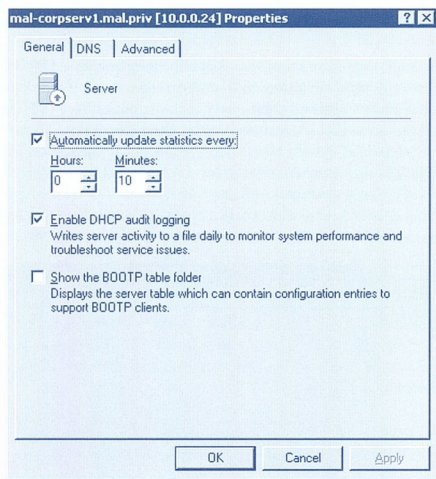 mal-corpserv1.mal.priv [10.0.0.24] Properties
General DNS Advanced
Server
Automatically update statistics every:
Hours: Minutes:
0 10
Enable DHCP audit logging
Writes server activity to a file daily to monitor system performance and
troubleshoot service issues.
Show the BOOTP table folder
Displays the server table which can contain configuration entries to
support BOOTP clients.
OK Cancel Apply